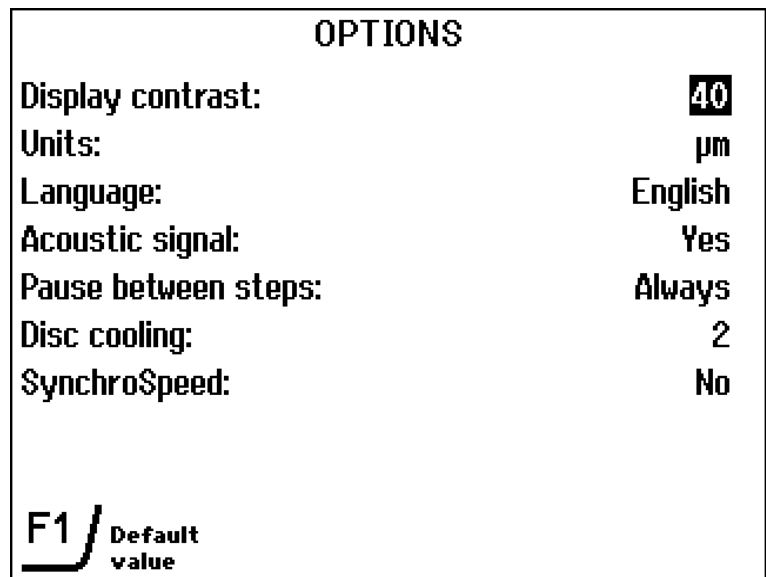 OPTIONS
Display contrast: 40
Units: µm
Language: English
Acoustic signal: Yes
Pause between steps: Always
Disc cooling: 2
SynchroSpeed: No
F1 Default
value